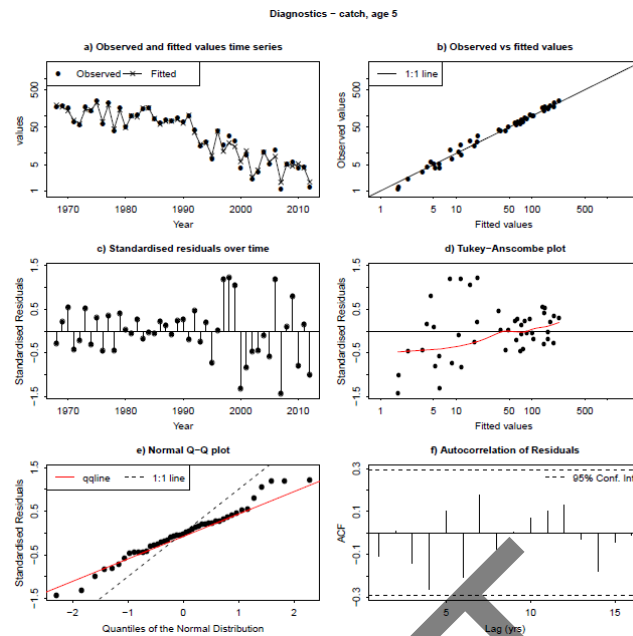 Diagnostics − catch, age 5
a) Observed and fitted values time series
Observed Fitted
values
500
50
5
1
1970 1980 1990 2000 2010
Year
b) Observed vs fitted values
1:1 line
Observed values
500
50
5
1
1 5 10 50 500
Fitted values
c) Standardised residuals over time
Standardised Residuals
1.5
0.5
−0.5
−1.5
1970 1980 1990 2000 2010
Year
d) Tukey−Anscombe plot
Standardised Residuals
1.5
0.5
−0.5
−1.5
1 5 10 50 500
Fitted values
e) Normal Q−Q plot
qqline 1:1 line
Standardised Residuals
1.5
0.5
−0.5
−1.5
−2 −1 0 1 2
Quantiles of the Normal Distribution
f) Autocorrelation of Residuals
95% Conf. Int
ACF
0.3
0.1
−0.1
−0.3
5 10 15
Lag (yrs)